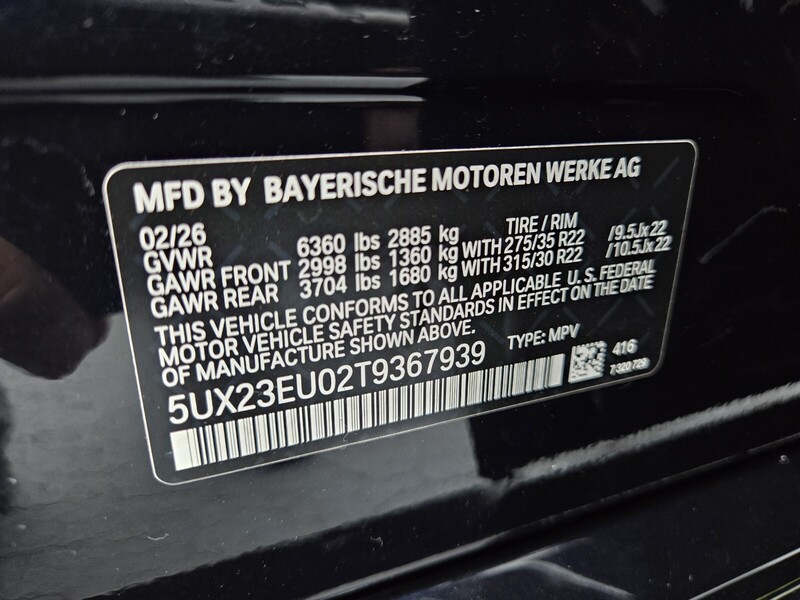 MFD BY BAYERISCHE MOTOREN WERKE AG
02/26 TIRE / RIM
GVWR 6360 lbs 2885 kg
GAWR FRONT 2998 lbs 1360 kg WITH 275/35 R22 /9.5Jx22
GAWR REAR 3704 lbs 1680 kg WITH 315/30 R22 /10.5Jx22
THIS VEHICLE CONFORMS TO ALL APPLICABLE U.S. FEDERAL
MOTOR VEHICLE SAFETY STANDARDS IN EFFECT ON THE DATE
OF MANUFACTURE SHOWN ABOVE.
5UX23EU02T9367939 TYPE: MPV
416
7 320 729